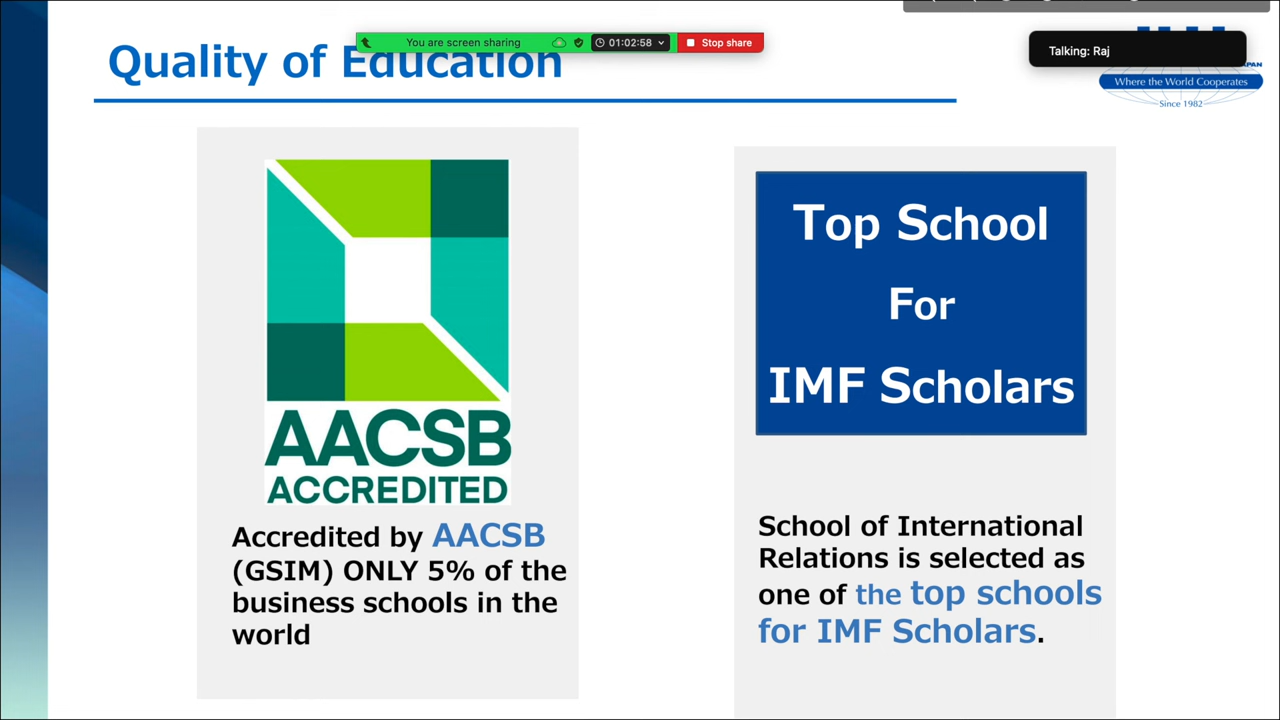 You are screen sharing
01:02:58
Stop share
Talking: Raj
Quality of Education
Where the World Cooperates
Since 1982
AACSB
ACCREDITED
Accredited by AACSB
(GSIM) ONLY 5% of the
business schools in the
world
Top School
For
IMF Scholars
School of International
Relations is selected as
one of the top schools
for IMF Scholars.